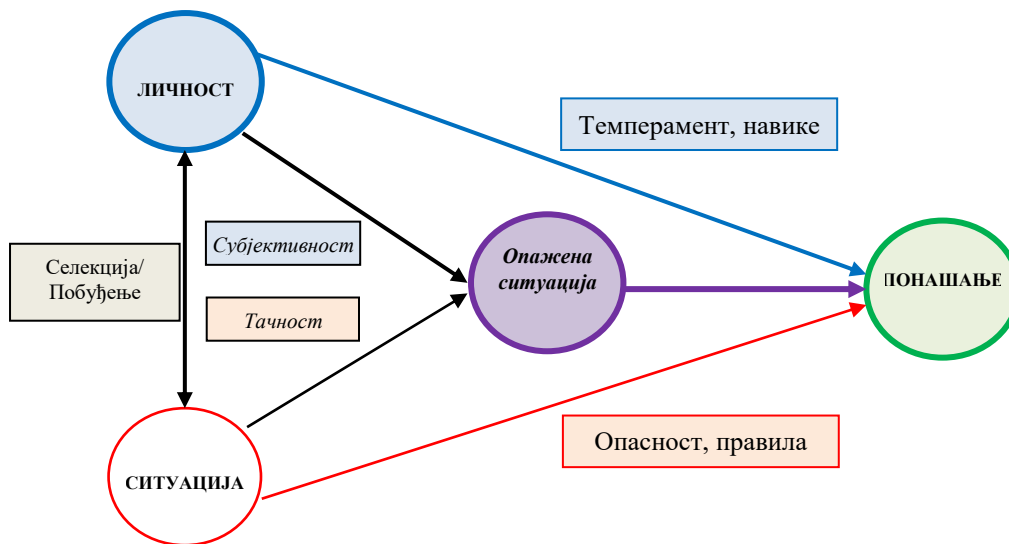 ЛИЧНОСТ
Темперамент, навике
Субјективност
Селекција/
Побуђење
Опажена
ситуација
ПОНАШАЊЕ
Тачност
Опасност, правила
СИТУАЦИЈА